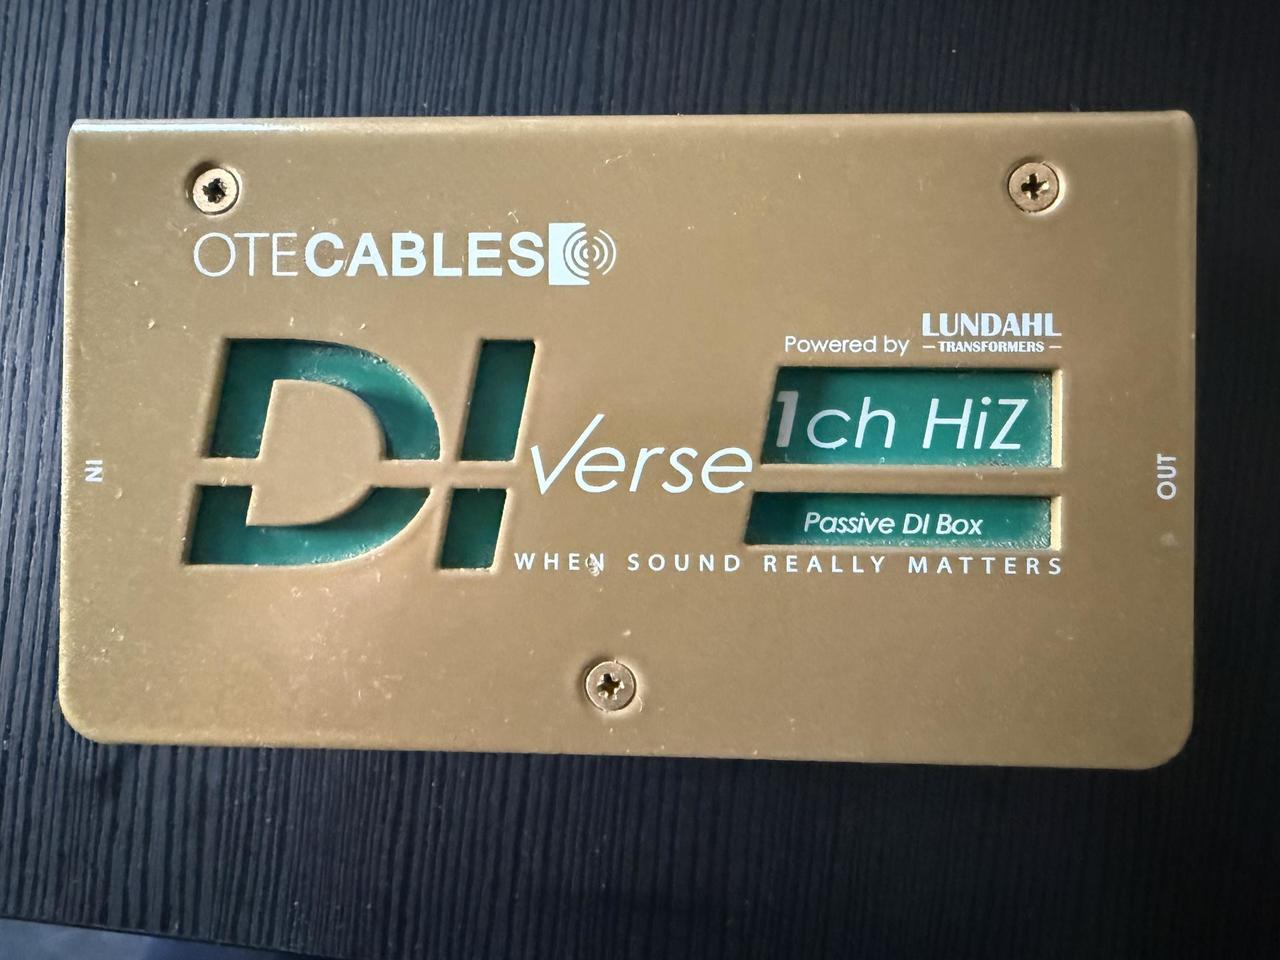 OTECABLES
Powered by LUNDAHL
TRANSFORMERS
DI Verse
1ch HiZ
Passive DI Box
WHEN SOUND REALLY MATTERS
IN
OUT